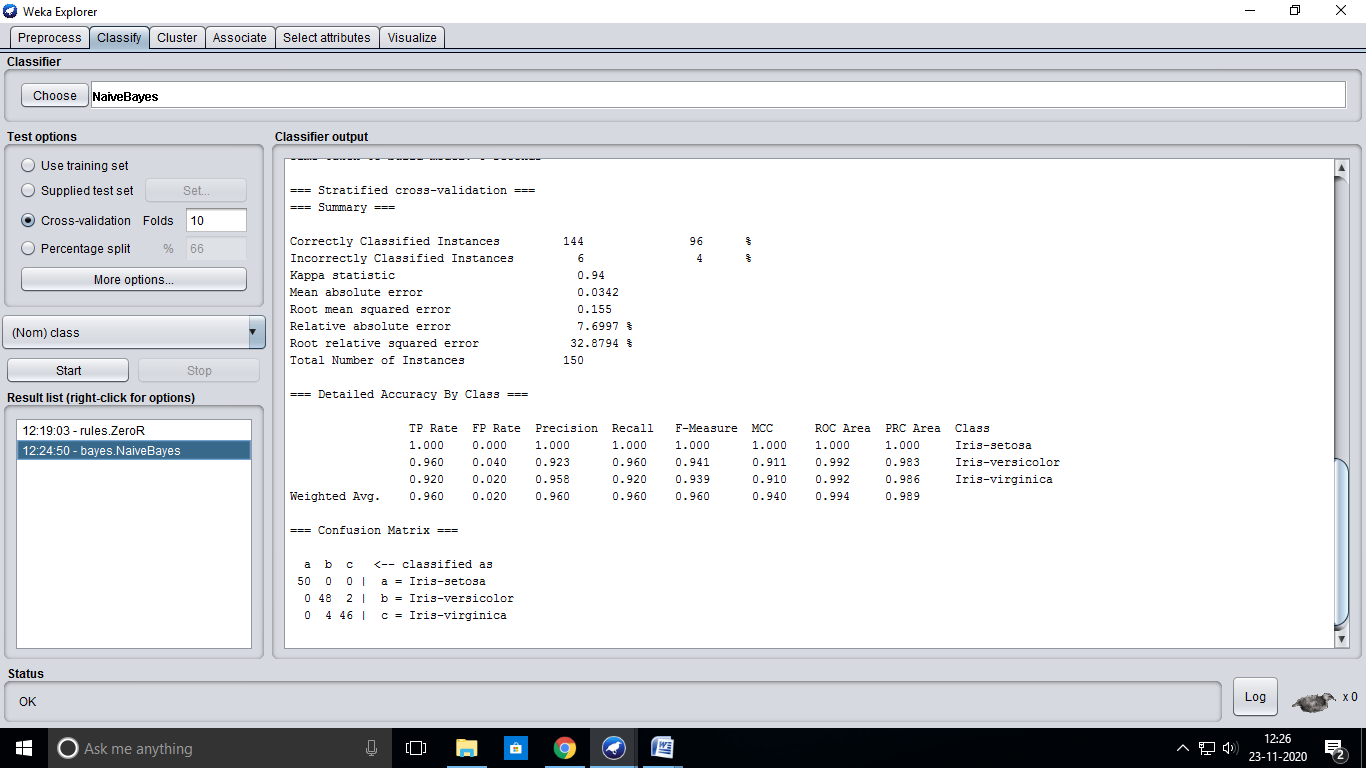 Weka Explorer
Preprocess Classify Cluster Associate Select attributes Visualize
Classifier
Choose NaiveBayes
Test options
Use training set
Supplied test set Set...
Cross-validation Folds 10
Percentage split % 66
More options...
(Nom) class
Start Stop
Result list (right-click for options)
12:19:03 - rules.ZeroR
12:24:50 - bayes.NaiveBayes
Classifier output
=== Stratified cross-validation ===
=== Summary ===
Correctly Classified Instances 144 96 %
Incorrectly Classified Instances 6 4 %
Kappa statistic 0.94
Mean absolute error 0.0342
Root mean squared error 0.155
Relative absolute error 7.6997 %
Root relative squared error 32.8794 %
Total Number of Instances 150
=== Detailed Accuracy By Class ===
TP Rate FP Rate Precision Recall F-Measure MCC ROC Area PRC Area Class
1.000 0.000 1.000 1.000 1.000 1.000 1.000 1.000 Iris-setosa
0.960 0.040 0.923 0.960 0.941 0.911 0.992 0.983 Iris-versicolor
0.920 0.020 0.958 0.920 0.939 0.910 0.992 0.986 Iris-virginica
Weighted Avg. 0.960 0.020 0.960 0.960 0.960 0.940 0.994 0.989
=== Confusion Matrix ===
a b c <-- classified as
50 0 0 | a = Iris-setosa
0 48 2 | b = Iris-versicolor
0 4 46 | c = Iris-virginica
Status
OK
Log
x 0
Ask me anything
12:26
23-11-2020
2